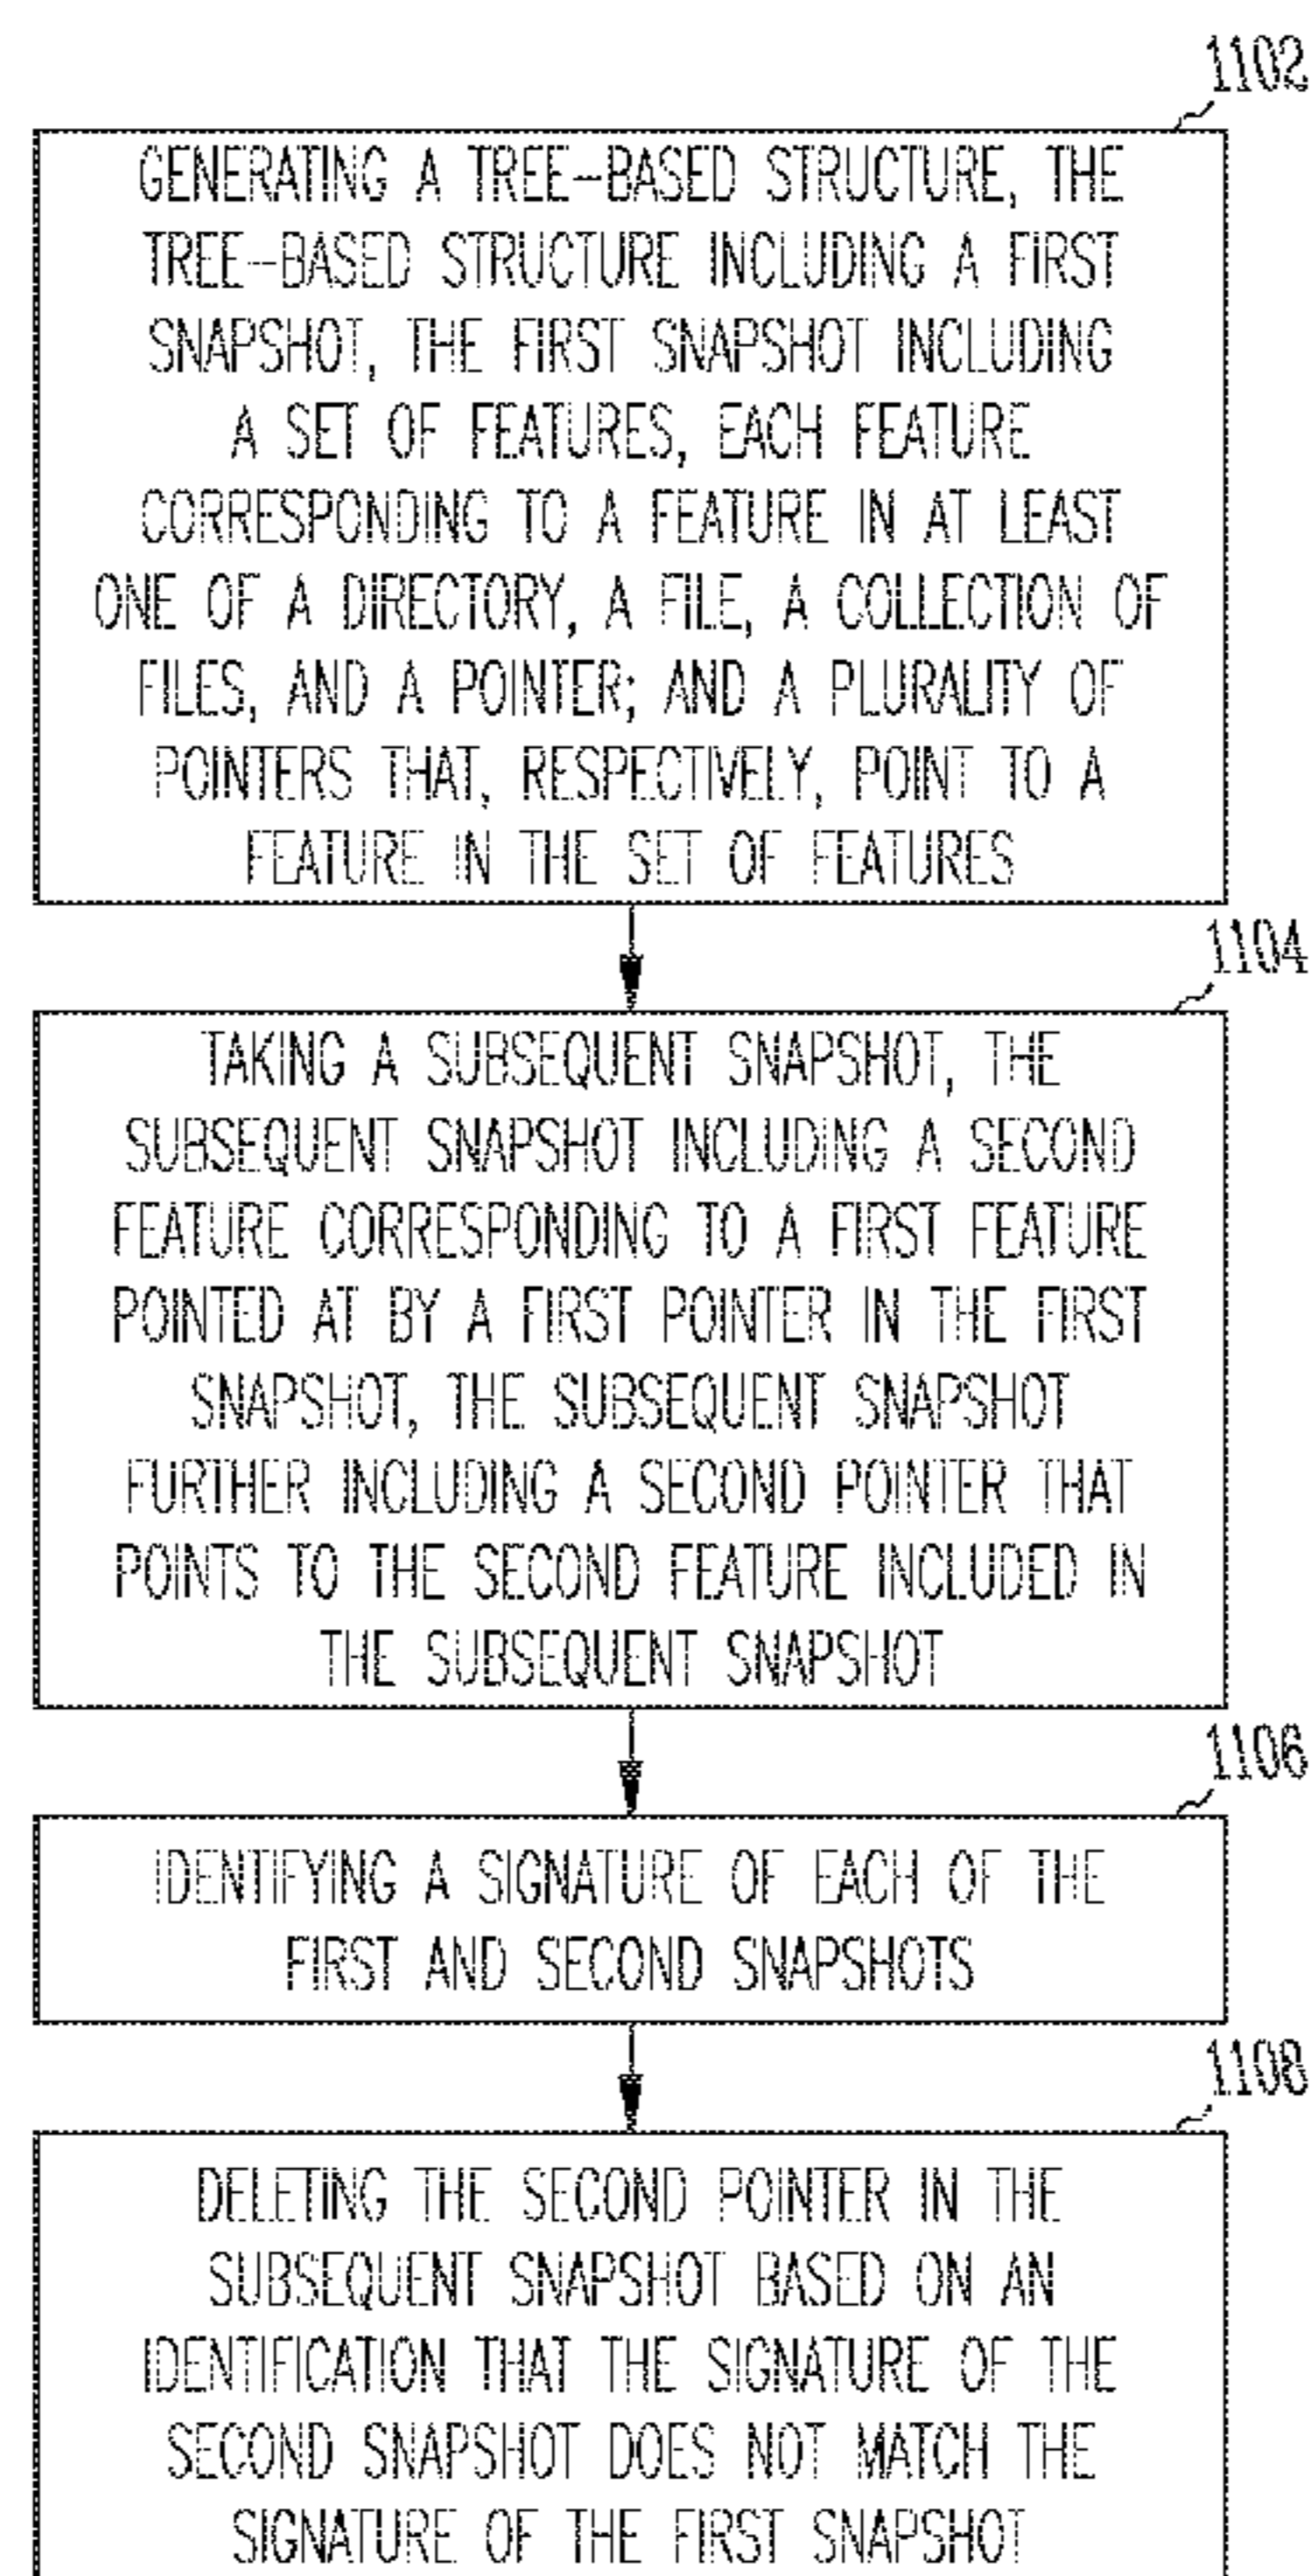 1102
GENERATING A TREE-BASED STRUCTURE, THE
TREE-BASED STRUCTURE INCLUDING A FIRST
SNAPSHOT, THE FIRST SNAPSHOT INCLUDING
A SET OF FEATURES, EACH FEATURE
CORRESPONDING TO A FEATURE IN AT LEAST
ONE OF A DIRECTORY, A FILE, A COLLECTION OF
FILES, AND A POINTER; AND A PLURALITY OF
POINTERS THAT, RESPECTIVELY, POINT TO A
FEATURE IN THE SET OF FEATURES
1104
TAKING A SUBSEQUENT SNAPSHOT, THE
SUBSEQUENT SNAPSHOT INCLUDING A SECOND
FEATURE CORRESPONDING TO A FIRST FEATURE
POINTED AT BY A FIRST POINTER IN THE FIRST
SNAPSHOT, THE SUBSEQUENT SNAPSHOT
FURTHER INCLUDING A SECOND POINTER THAT
POINTS TO THE SECOND FEATURE INCLUDED IN
THE SUBSEQUENT SNAPSHOT
1106
IDENTIFYING A SIGNATURE OF EACH OF THE
FIRST AND SECOND SNAPSHOTS
1108
DELETING THE SECOND POINTER IN THE
SUBSEQUENT SNAPSHOT BASED ON AN
IDENTIFICATION THAT THE SIGNATURE OF THE
SECOND SNAPSHOT DOES NOT MATCH THE
SIGNATURE OF THE FIRST SNAPSHOT